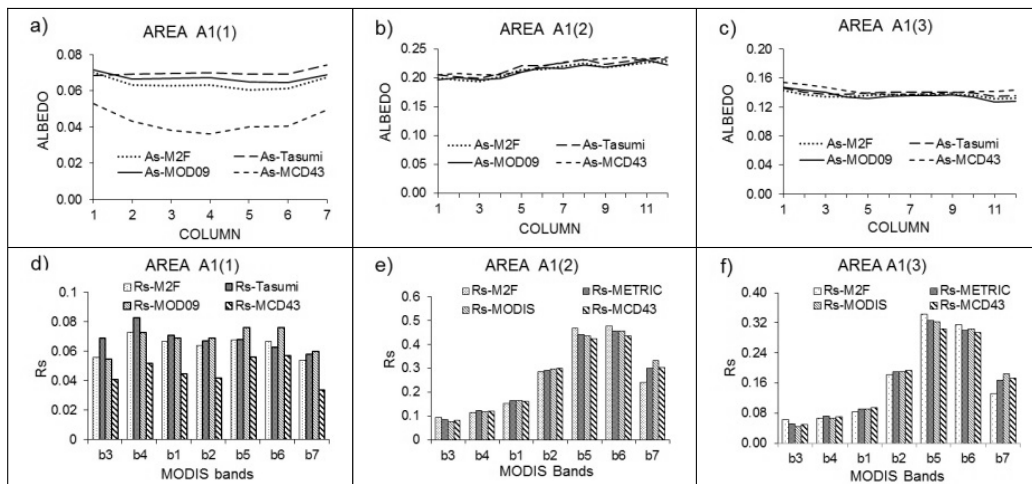 a) AREA A1(1)
0.08
0.06
0.04
0.02
0.00
ALBEDO
As-M2F As-Tasumi
As-MOD09 As-MCD43
1 2 3 4 5 6 7
COLUMN
b) AREA A1(2)
0.25
0.20
0.15
0.10
0.05
0.00
ALBEDO
As-M2F As-Tasumi
As-MOD09 As-MCD43
1 3 5 7 9 11
COLUMN
c) AREA A1(3)
0.20
0.16
0.12
0.08
0.04
0.00
ALBEDO
As-M2F As-Tasumi
As-MOD09 As-MCD43
1 3 5 7 9 11
COLUMN
d) AREA A1(1)
Rs-M2F Rs-Tasumi
Rs-MOD09 Rs-MCD43
0.1
0.08
0.06
0.04
0.02
0
Rs
b3 b4 b1 b2 b5 b6 b7
MODIS bands
e) AREA A1(2)
Rs-M2F Rs-METRIC
Rs-MODIS Rs-MCD43
0.6
0.5
0.4
0.3
0.2
0.1
0
Rs
b3 b4 b1 b2 b5 b6 b7
MODIS Bands
f) AREA A1(3)
Rs-M2F Rs-METRIC
Rs-MODIS Rs-MCD43
0.40
0.32
0.24
0.16
0.08
0.00
Rs
b3 b4 b1 b2 b5 b6 b7
MODIS Bands